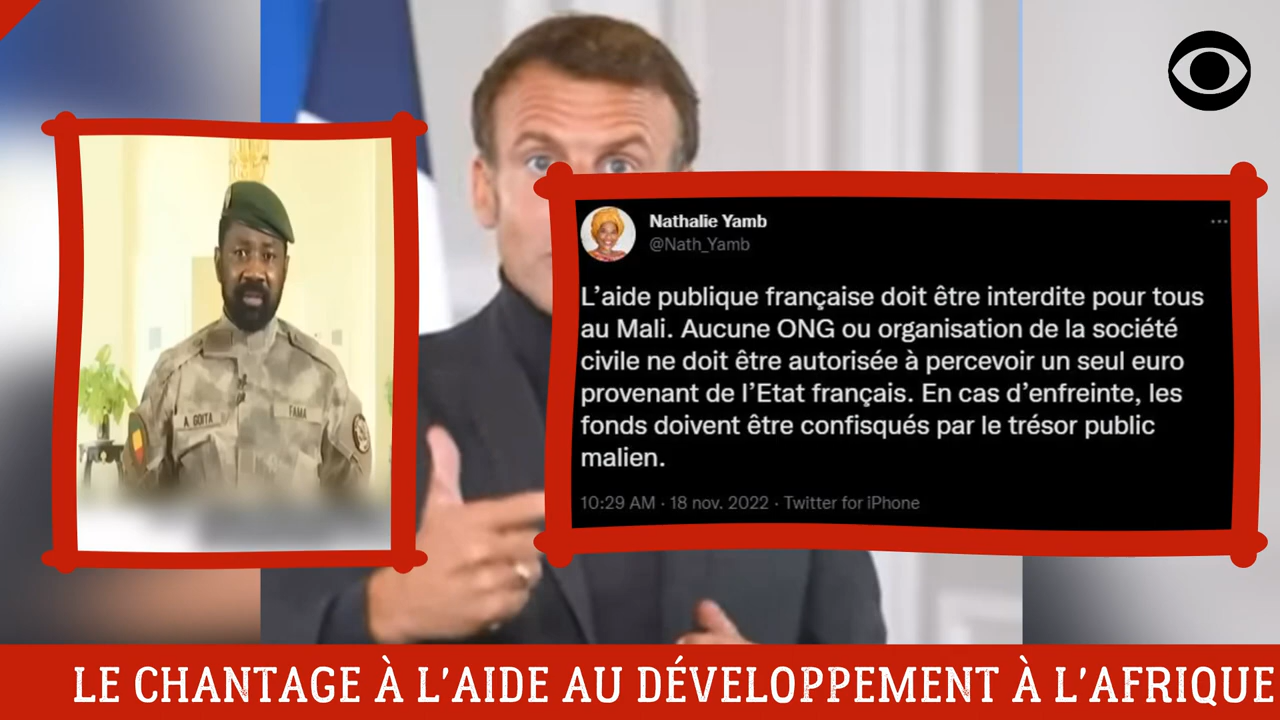 A. GOITA
FAMA
Nathalie Yamb
@Nath_Yamb
L'aide publique française doit être interdite pour tous
au Mali. Aucune ONG ou organisation de la société
civile ne doit être autorisée à percevoir un seul euro
provenant de l'Etat français. En cas d'enfreinte, les
fonds doivent être confisqués par le trésor public
malien.
10:29 AM · 18 nov. 2022 · Twitter for iPhone
LE CHANTAGE À L'AIDE AU DÉVELOPPEMENT À L'AFRIQUE